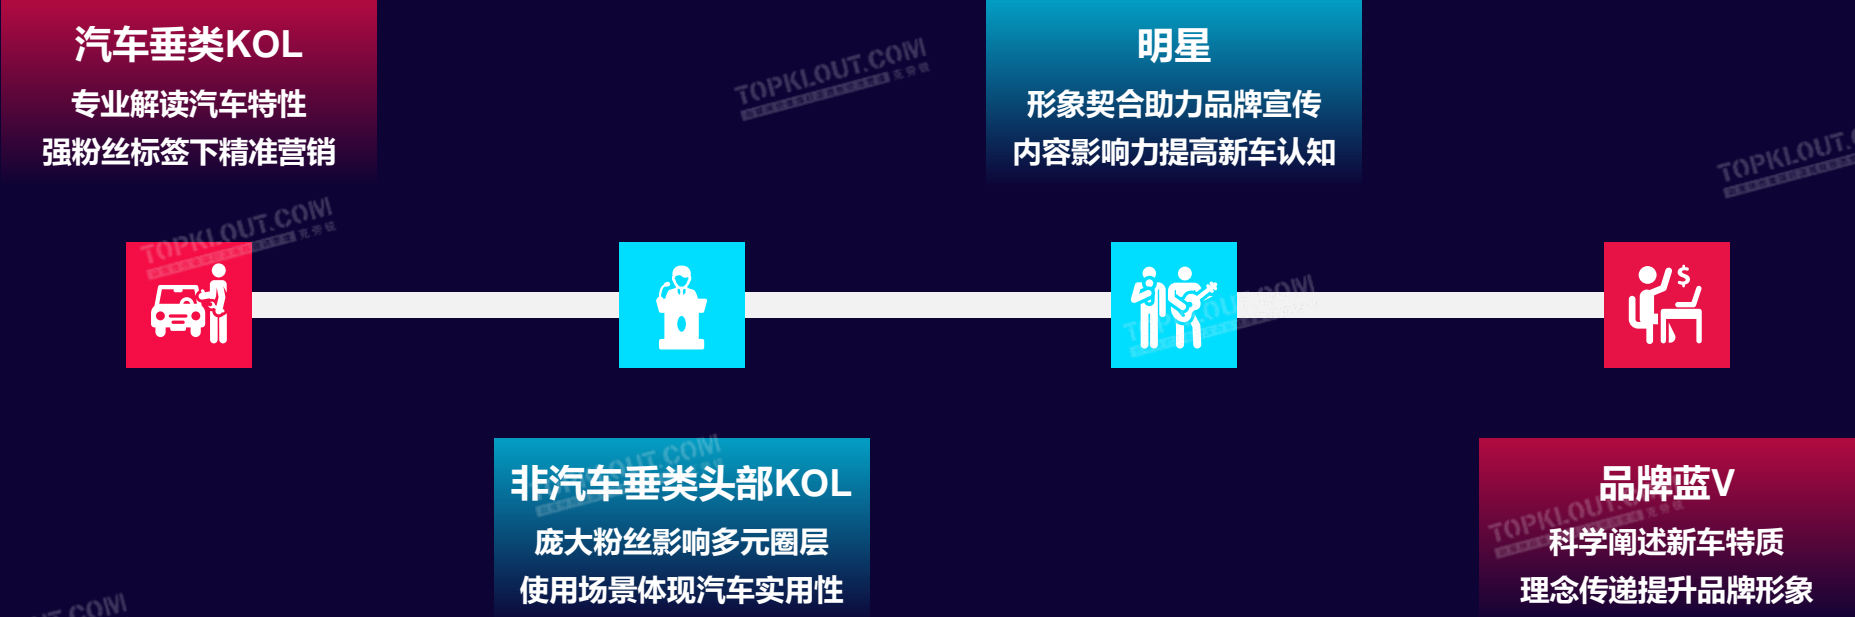 汽车垂类KOL
专业解读汽车特性
强粉丝标签下精准营销
明星
形象契合助力品牌宣传
内容影响力提高新车认知
非汽车垂类头部KOL
庞大粉丝影响多元圈层
使用场景体现汽车实用性
品牌蓝V
科学阐述新车特质
理念传递提升品牌形象
$
TOPKLOUT.COM
克劳锐